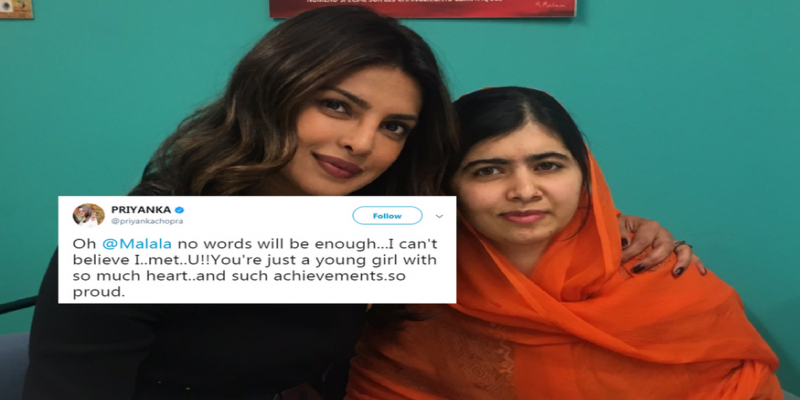 PRIYANKA
@priyankachopra
Follow
Oh @Malala no words will be enough...I can't
believe I..met..U!!You're just a young girl with
so much heart..and such achievements.so
proud.